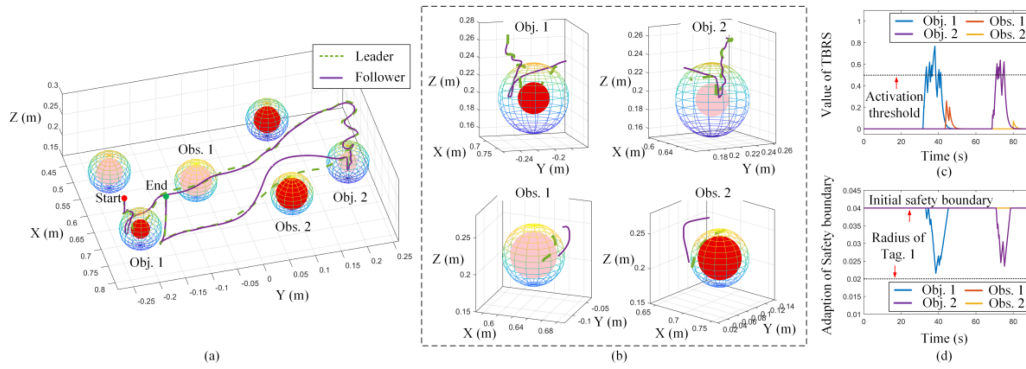 Leader
Follower
0.3
0.25
Z (m)
0.2
0.15
0.45
0.5
0.55
X (m)
0.65
0.7
0.8
Start
End
Obs. 1
Obs. 2
Obj. 1
Obj. 2
-0.25
-0.2
-0.15
-0.1
-0.05
0
0.05
0.1
0.15
0.2
0.25
Y (m)
(a)
Obj. 1
0.28
0.26
0.24
Z (m)
0.22
0.2
0.18
0.16
X (m)
0.75
-0.24
-0.2
Y (m)
Obj. 2
0.26
0.24
0.22
Z (m)
0.2
0.18
0.16
X (m)
0.6
0.64
0.18
0.2
0.22
0.24
0.26
Y (m)
Obs. 1
0.25
Z (m)
0.2
0.15
X (m)
0.6
0.64
0.68
-0.1
Y (m)
Obs. 2
0.25
Z (m)
0.2
0.15
0.65
X (m)
0.7
0.75
0.02
0.04
0.06
0.1
0.14
Y (m)
(b)
Value of TBRS
1
0.8
0.6
0.4
0.2
0
Obj. 1
Obs. 1
Obj. 2
Obs. 2
Activation
threshold
0
20
40
60
80
Time (s)
(c)
Adaption of Safety boundary
0.045
0.04
0.035
0.03
0.025
0.02
0.015
0.01
Initial safety boundary
Radius of
Tag. 1
Obj. 1
Obs. 1
Obj. 2
Obs. 2
0
20
40
60
80
Time (s)
(d)